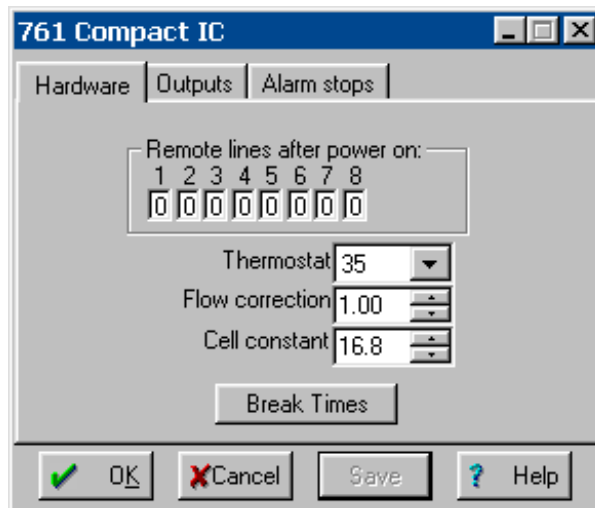 761 Compact IC
Hardware Outputs Alarm stops
Remote lines after power on:
1 2 3 4 5 6 7 8
0 0 0 0 0 0 0 0
Thermostat 35
Flow correction 1.00
Cell constant 16.8
Break Times
OK Cancel Save ? Help